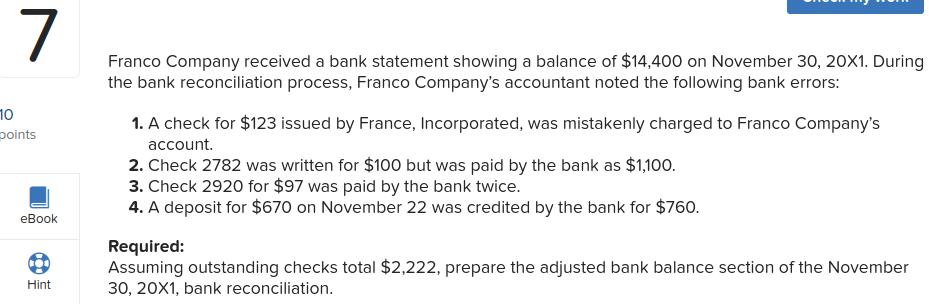 7
Franco Company received a bank statement showing a balance of $14,400 on November 30, 20X1. During
the bank reconciliation process, Franco Company's accountant noted the following bank errors:
10
points
1. A check for $123 issued by France, Incorporated, was mistakenly charged to Franco Company's
account.
2. Check 2782 was written for $100 but was paid by the bank as $1,100.
3. Check 2920 for $97 was paid by the bank twice.
4. A deposit for $670 on November 22 was credited by the bank for $760.
eBook
Required:
Assuming outstanding checks total $2,222, prepare the adjusted bank balance section of the November
30, 20X1, bank reconciliation.
Hint